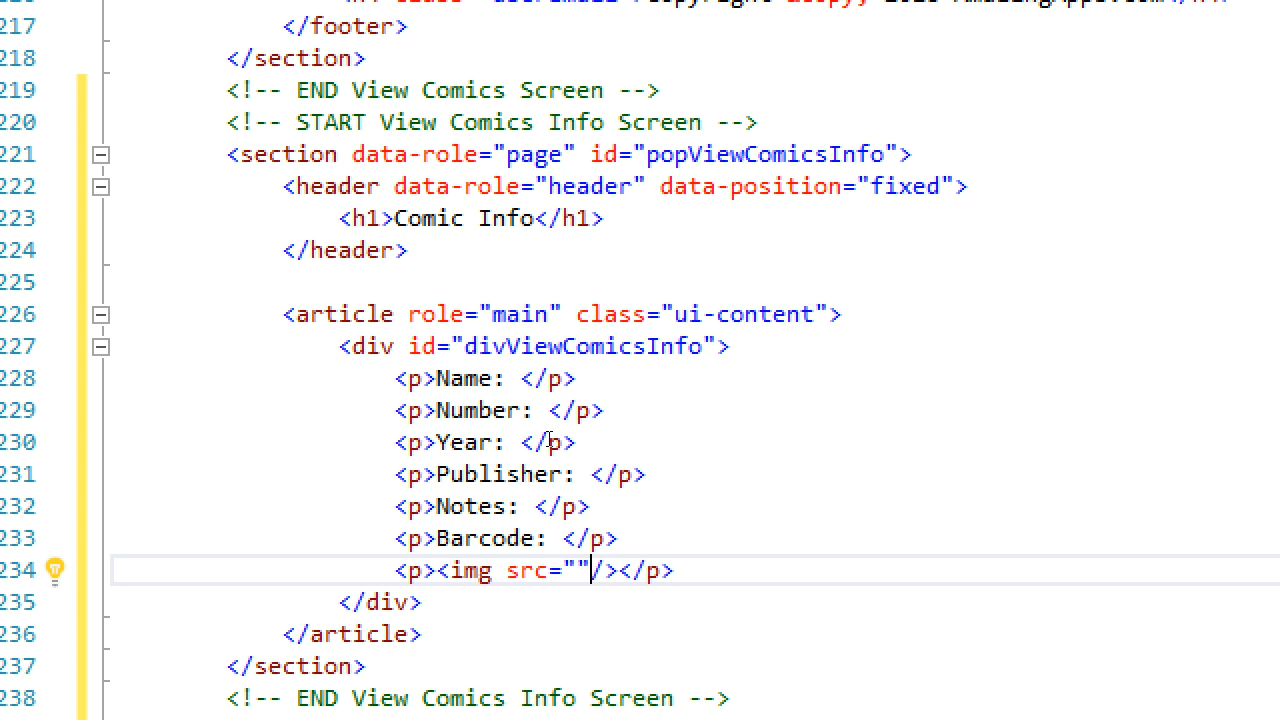 217 </footer>
218 </section>
219 <!-- END View Comics Screen -->
220 <!-- START View Comics Info Screen -->
221 <section data-role="page" id="popViewComicsInfo">
222 <header data-role="header" data-position="fixed">
223 <h1>Comic Info</h1>
224 </header>
225
226 <article role="main" class="ui-content">
227 <div id="divViewComicsInfo">
228 <p>Name: </p>
229 <p>Number: </p>
230 <p>Year: </p>
231 <p>Publisher: </p>
232 <p>Notes: </p>
233 <p>Barcode: </p>
234 <p><img src=""/></p>
235 </div>
236 </article>
237 </section>
238 <!-- END View Comics Info Screen -->